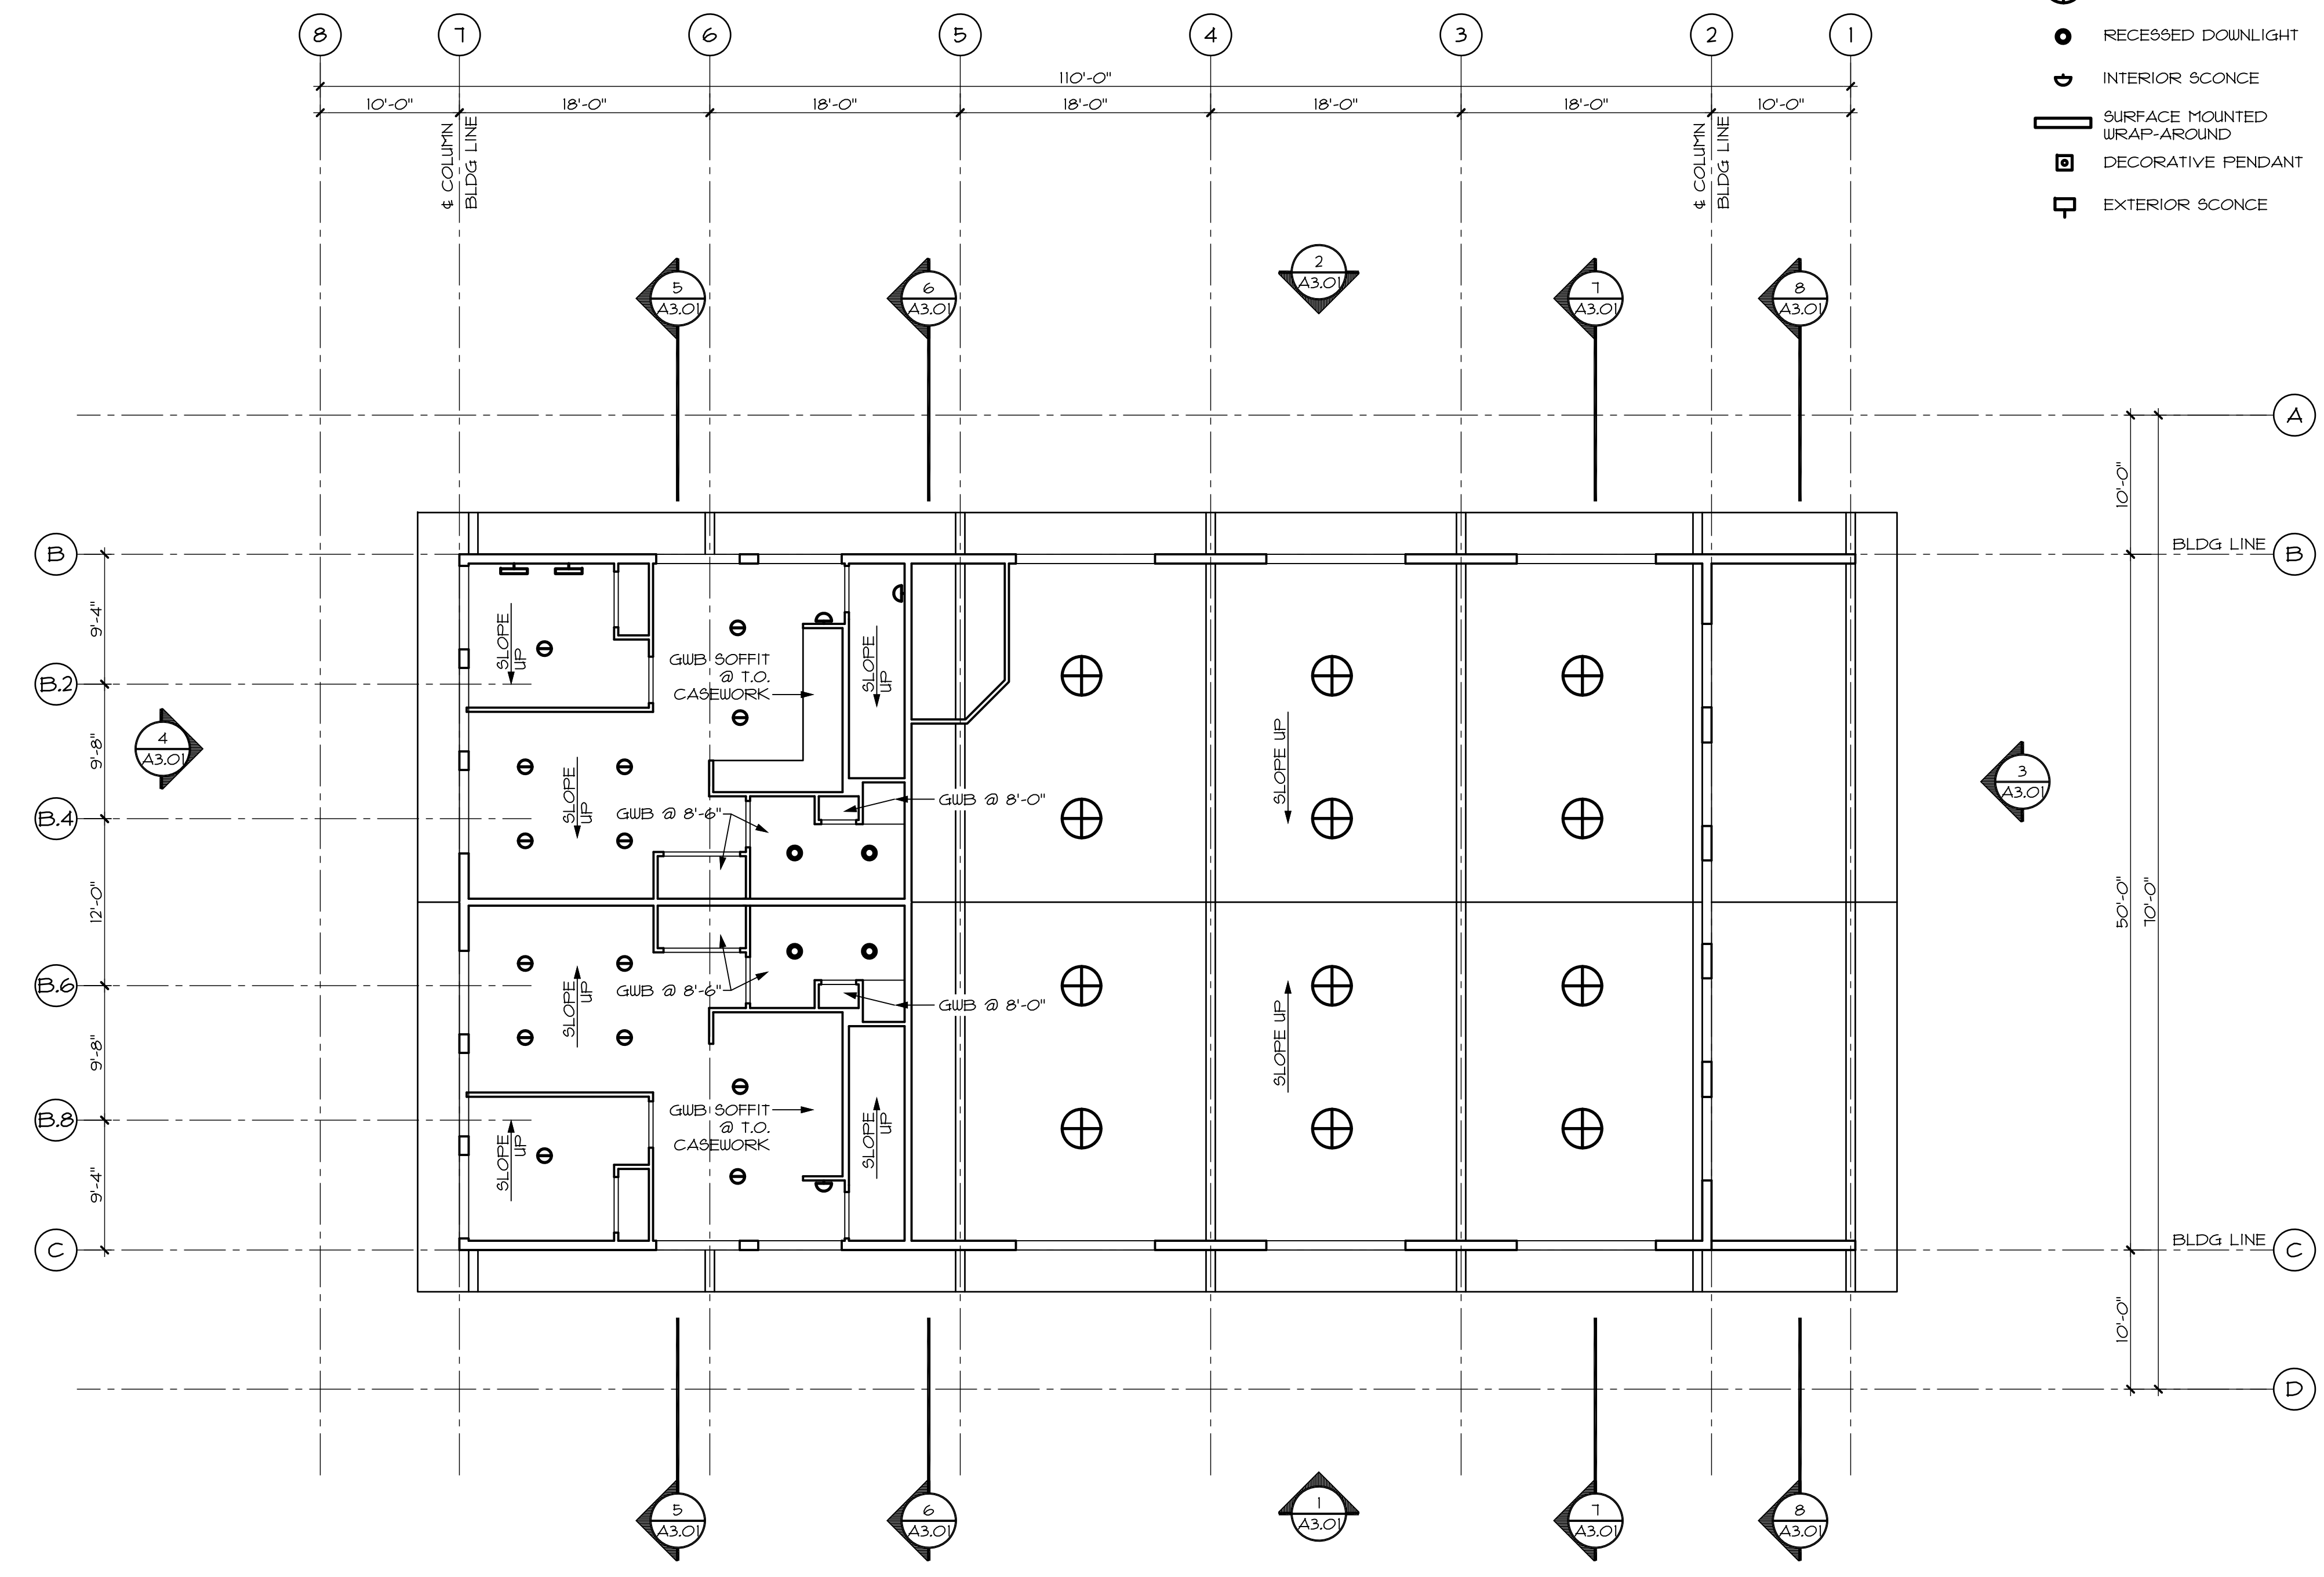 8
7
6
5
4
3
2
1
RECESSED DOWNLIGHT
INTERIOR SCONCE
SURFACE MOUNTED
WRAP-AROUND
DECORATIVE PENDANT
EXTERIOR SCONCE
110'-0"
10'-0"
18'-0"
18'-0"
18'-0"
18'-0"
18'-0"
10'-0"
℄ COLUMN
BLDG LINE
℄ COLUMN
BLDG LINE
5
A3.01
6
A3.01
2
A3.01
7
A3.01
8
A3.01
A
10'-0"
B
BLDG LINE
B
9'-4"
SLOPE
UP
GWB SOFFIT
@ T.O.
CASEWORK
SLOPE
UP
B.2
4
A3.01
9'-8"
SLOPE
UP
SLOPE UP
3
A3.01
GWB @ 8'-0"
GWB @ 8'-6"
B.4
12'-0"
50'-0"
70'-0"
B.6
GWB @ 8'-6"
GWB @ 8'-0"
SLOPE
UP
SLOPE UP
9'-8"
GWB SOFFIT
@ T.O.
CASEWORK
B.8
SLOPE
UP
SLOPE
UP
9'-4"
C
BLDG LINE
C
10'-0"
D
5
A3.01
6
A3.01
1
A3.01
7
A3.01
8
A3.01